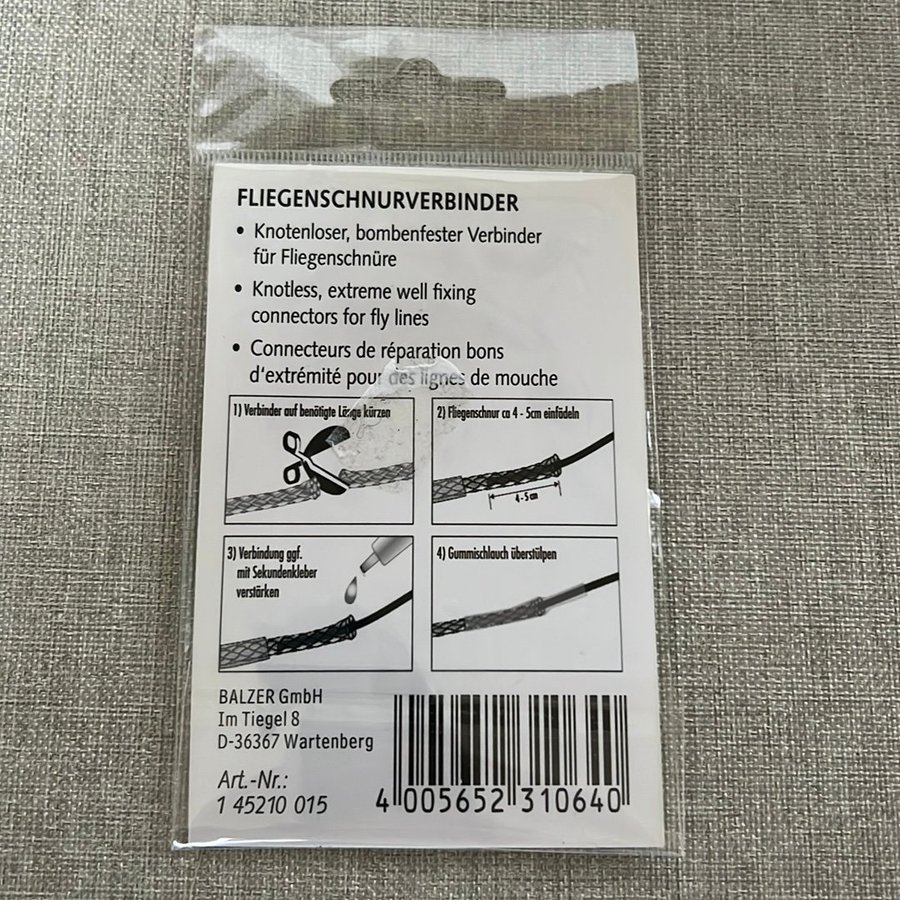 FLIEGENSCHNURVERBINDER
• Knotenloser, bombenfester Verbinder
für Fliegenschnüre
• Knotless, extreme well fixing
connectors for fly lines
• Connecteurs de réparation bons
d'extrémité pour des lignes de mouche
1) Verbinder auf benötigte Länge kürzen
2) Fliegenschnur ca 4 - 5cm einfädeln
4 - 5 cm
3) Verbindung ggf.
mit Sekundenkleber
verstärken
4) Gummischlauch überstülpen
BALZER GmbH
Im Tiegel 8
D-36367 Wartenberg
Art.-Nr.:
1 45210 015
4 005652 310640